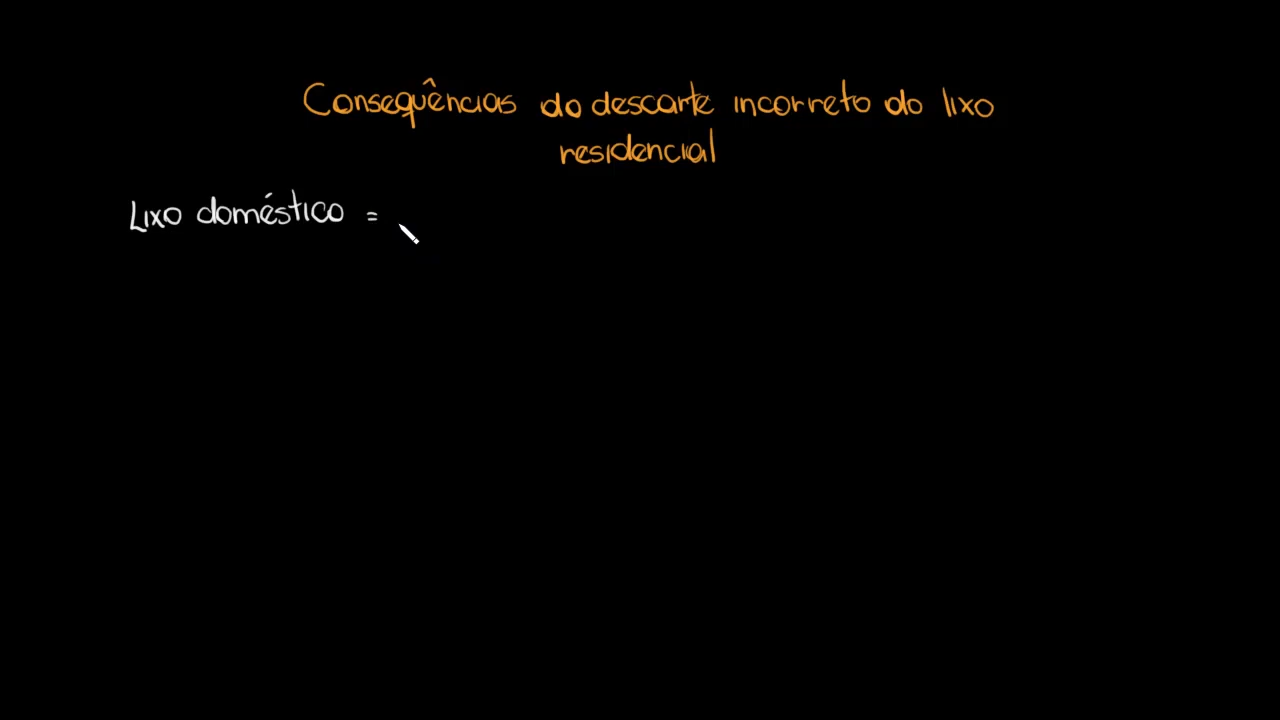 Consequências do descarte incorreto do lixo
residencial
Lixo doméstico =